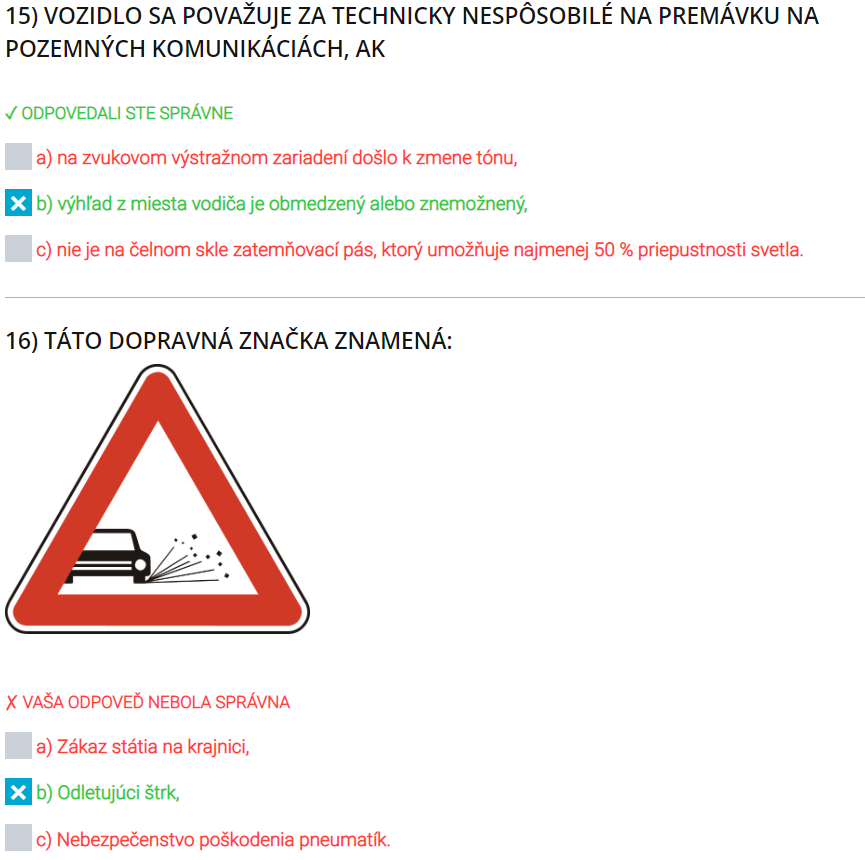 15) VOZIDLO SA POVAŽUJE ZA TECHNICKY NESPÔSOBILÉ NA PREMÁVKU NA
POZEMNÝCH KOMUNIKÁCIÁCH, AK
✓ ODPOVEDALI STE SPRÁVNE
a) na zvukovom výstražnom zariadení došlo k zmene tónu,
b) výhľad z miesta vodiča je obmedzený alebo znemožnený,
c) nie je na čelnom skle zatemňovací pás, ktorý umožňuje najmenej 50 % priepustnosti svetla.
16) TÁTO DOPRAVNÁ ZNAČKA ZNAMENÁ:
✗ VAŠA ODPOVEĎ NEBOLA SPRÁVNA
a) Zákaz státia na krajnici,
b) Odletujúci štrk,
c) Nebezpečenstvo poškodenia pneumatík.